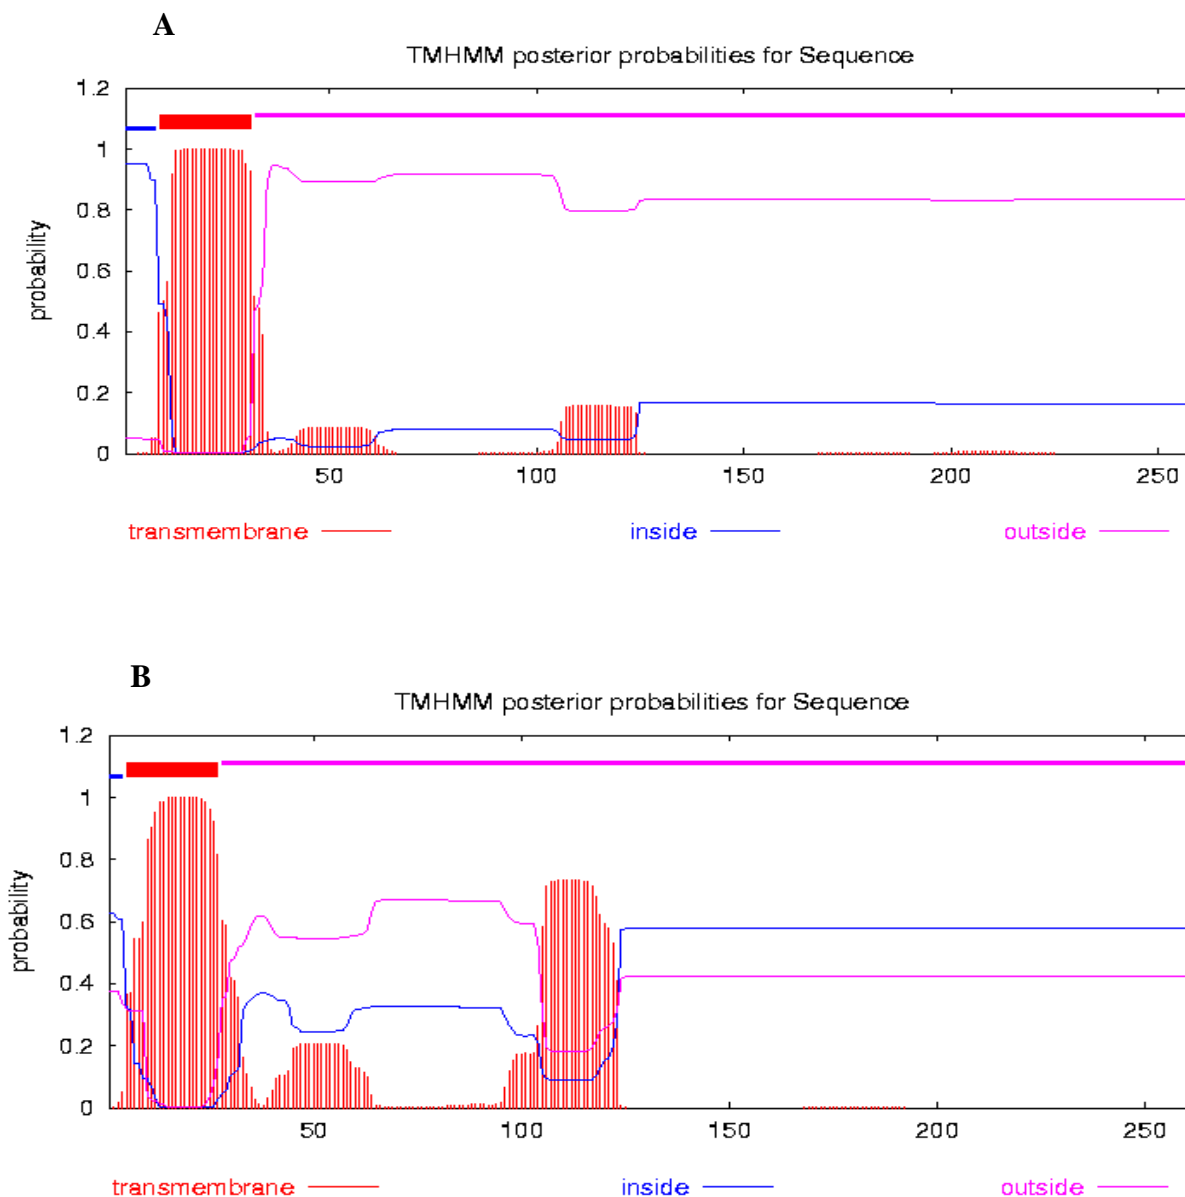 A
TMHMM posterior probabilities for Sequence
1.2
1
0.8
0.6
0.4
0.2
0
probability
50 100 150 200 250
transmembrane inside outside
B
TMHMM posterior probabilities for Sequence
1.2
1
0.8
0.6
0.4
0.2
0
probability
50 100 150 200 250
transmembrane inside outside